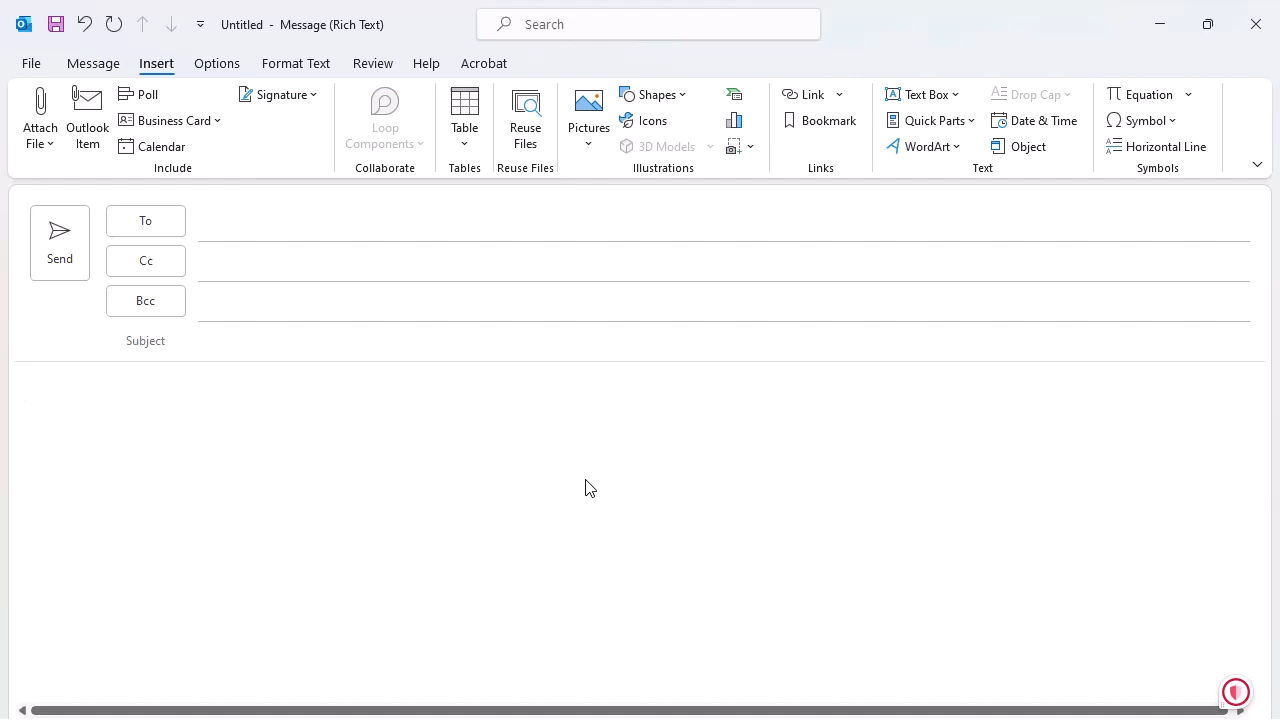 Untitled - Message (Rich Text)
Search
File Message Insert Options Format Text Review Help Acrobat
Attach File
Outlook Item
Poll
Business Card
Calendar
Signature
Include
Loop Components
Collaborate
Table
Tables
Reuse Files
Reuse Files
Pictures
Shapes
Icons
3D Models
Illustrations
Link
Bookmark
Links
Text Box
Quick Parts
WordArt
Drop Cap
Date & Time
Object
Text
Equation
Symbol
Horizontal Line
Symbols
Send
To
Cc
Bcc
Subject